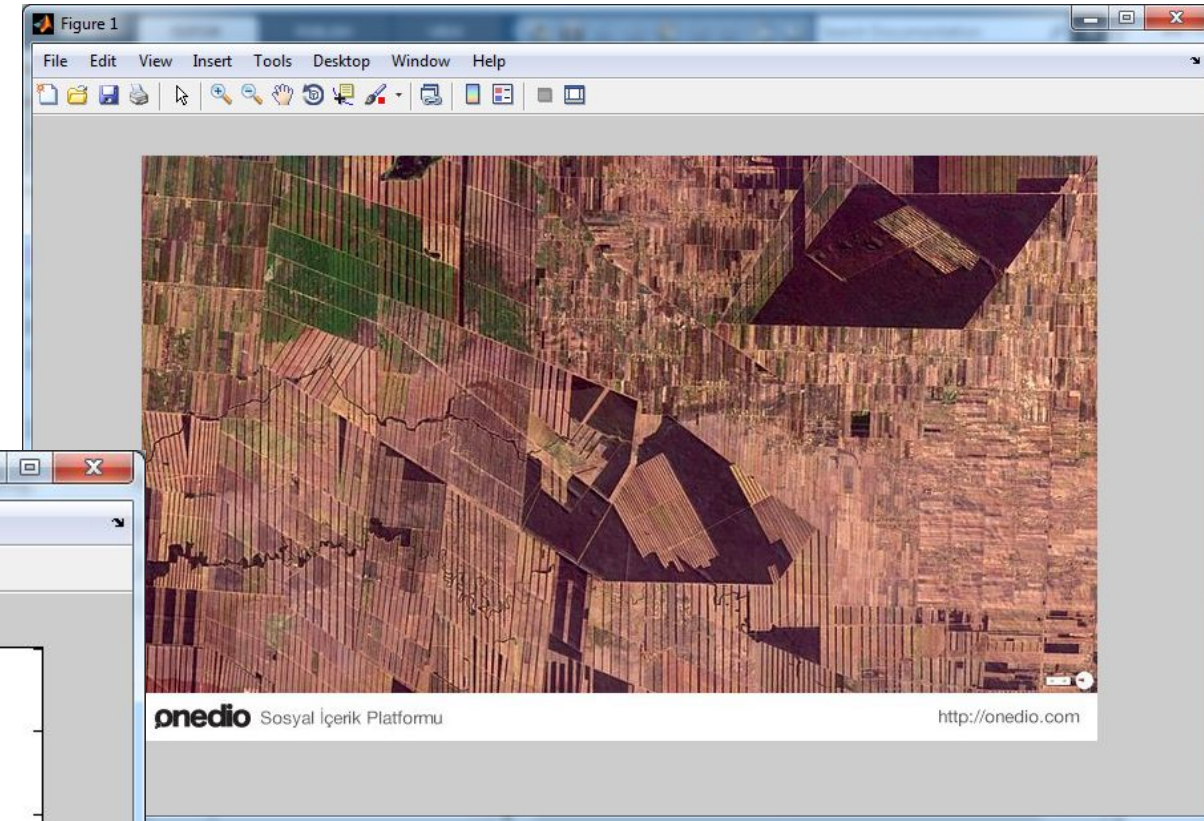 Figure 1
File Edit View Insert Tools Desktop Window Help
onedio Sosyal İçerik Platformu
http://onedio.com